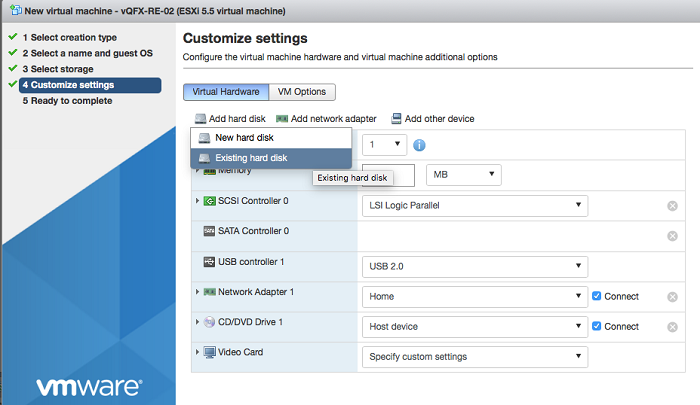 New virtual machine - vQFX-RE-02 (ESXi 5.5 virtual machine)
1 Select creation type
2 Select a name and guest OS
3 Select storage
4 Customize settings
5 Ready to complete
Customize settings
Configure the virtual machine hardware and virtual machine additional options
Virtual Hardware VM Options
Add hard disk Add network adapter Add other device
New hard disk
1
Existing hard disk
Existing hard disk
Memory MB
SCSI Controller 0 LSI Logic Parallel
SATA SATA Controller 0
USB controller 1 USB 2.0
Network Adapter 1 Home Connect
CD/DVD Drive 1 Host device Connect
Video Card Specify custom settings
vmware®